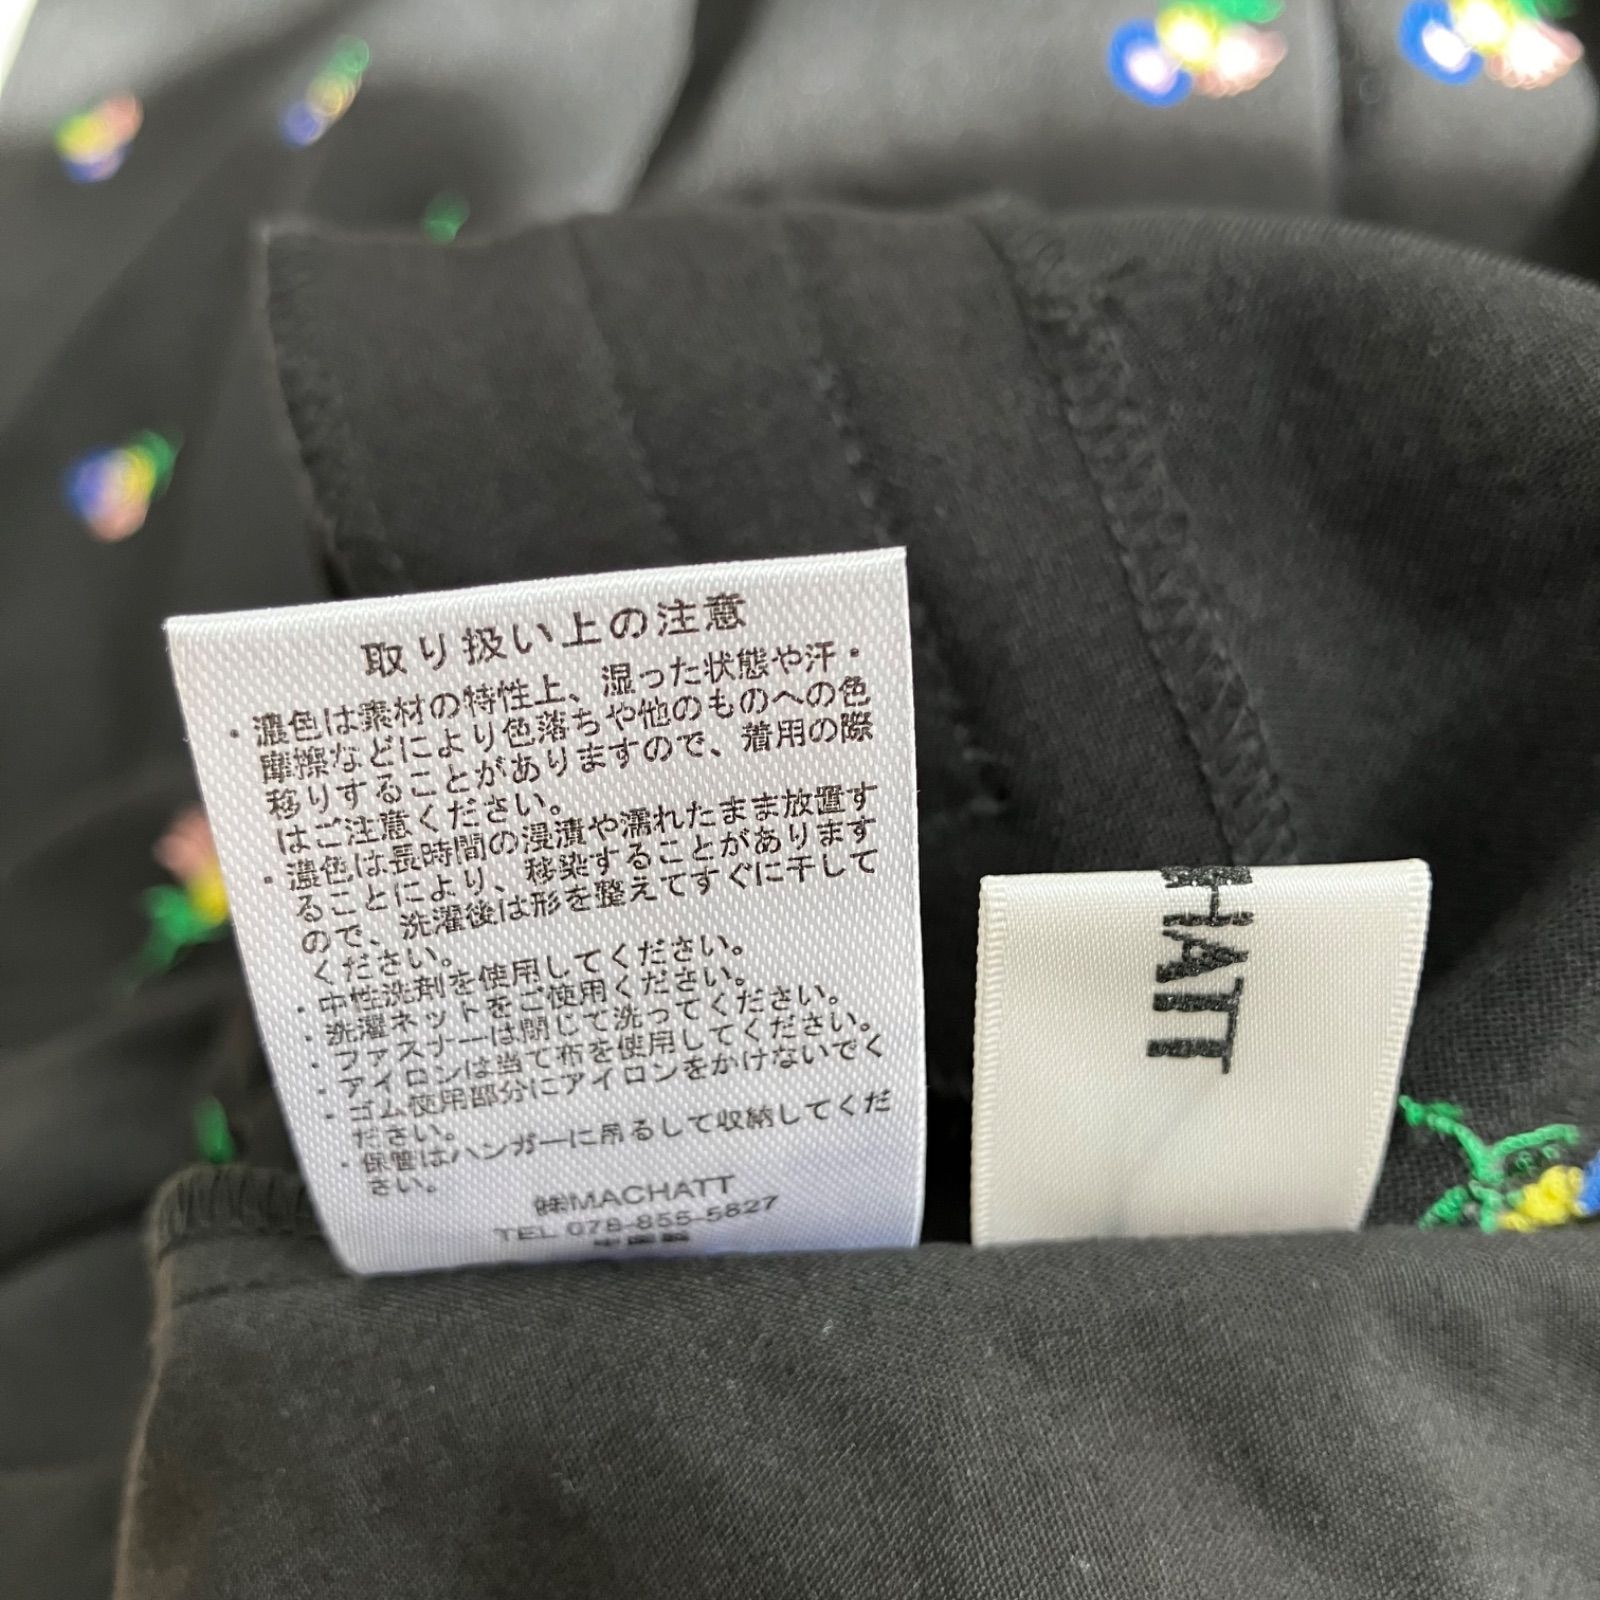 取り扱い上の注意
・濃色は素材の特性上、湿った状態や汗・
摩擦などにより色落ちや他のものへの色
移りすることがありますので、着用の際
はご注意ください。
・濃色は長時間の浸漬や濡れたまま放置す
ることにより、移染することがあります
ので、洗濯後は形を整えてすぐに干して
ください。
・中性洗剤を使用してください。
・洗濯ネットをご使用ください。
・ファスナーは閉じて洗ってください。
・アイロンは当て布を使用してください。
・ゴム使用部分にアイロンをかけないでく
ださい。
・保管はハンガーに吊るして収納してくだ
さい。
㈱MACHATT
TEL 078-855-5827
中国製
HATT